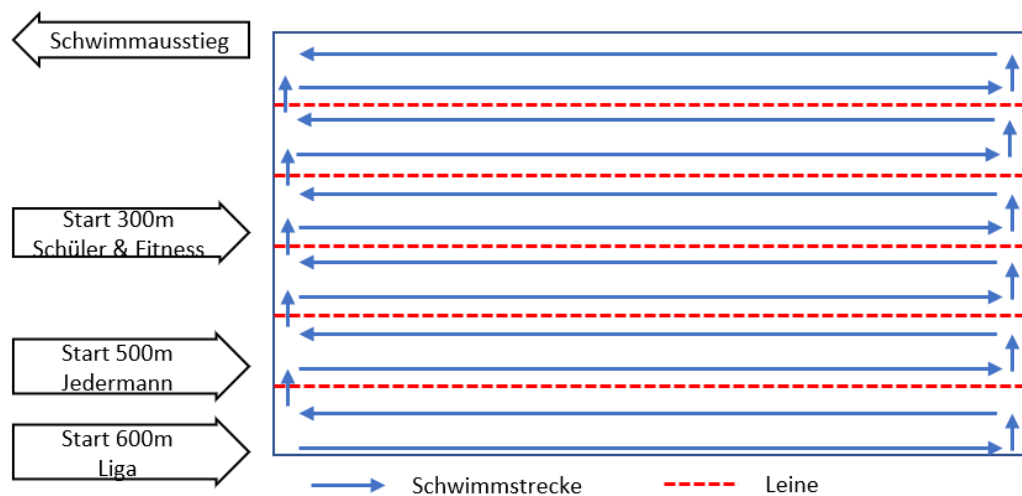 Schwimmausstieg
Start 300m
Schüler & Fitness
Start 500m
Jedermann
Start 600m
Liga
Schwimmstrecke
Leine